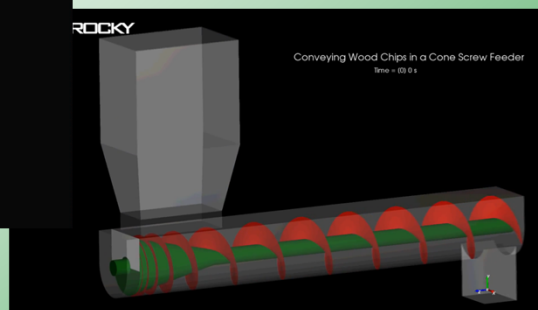 ROCKY
Conveying Wood Chips in a Cone Screw Feeder
Time = (0) 0 s